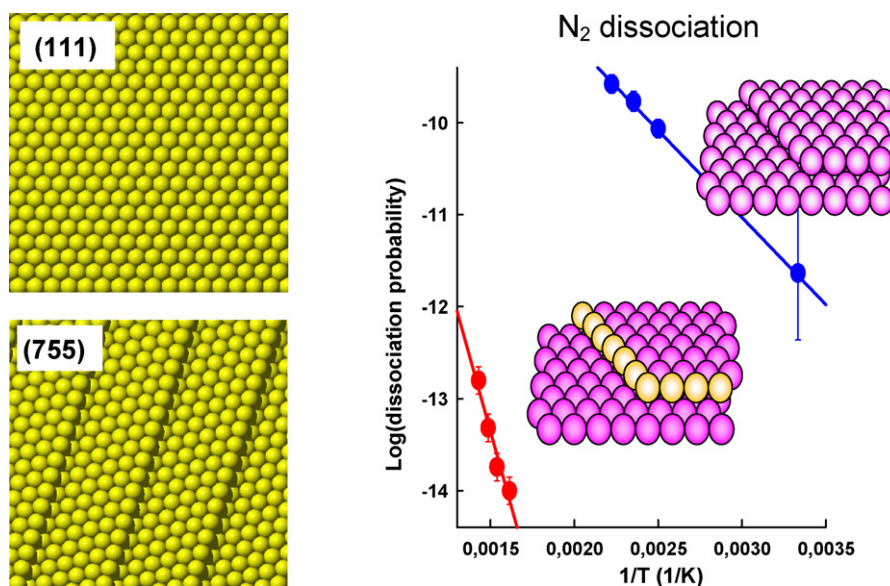 (111)
(755)
N₂ dissociation
Log(dissociation probability)
-10
-11
-12
-13
-14
0,0015 0,0020 0,0025 0,0030 0,0035
1/T (1/K)